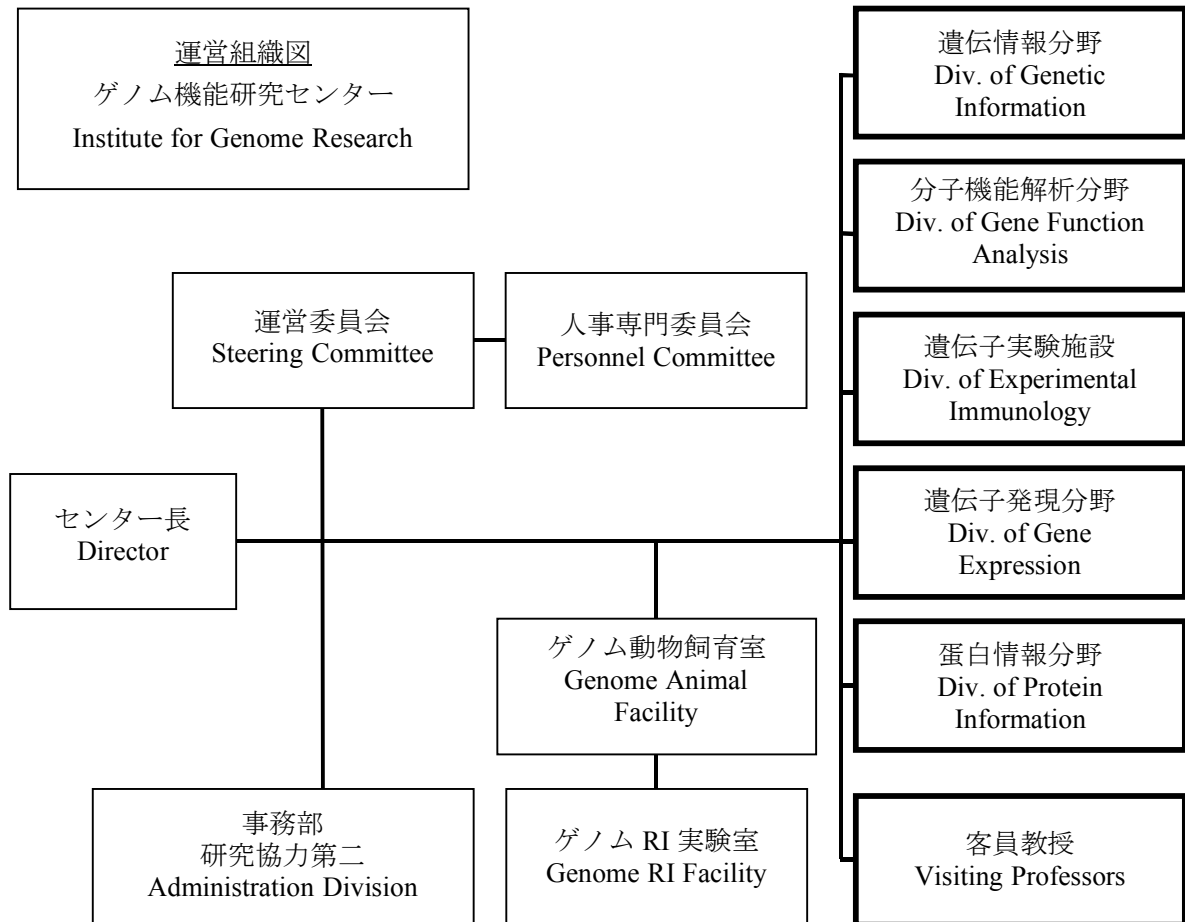 運営組織図
ゲノム機能研究センター
Institute for Genome Research
遺伝情報分野
Div. of Genetic
Information
分子機能解析分野
Div. of Gene Function
Analysis
運営委員会
Steering Committee
人事専門委員会
Personnel Committee
遺伝子実験施設
Div. of Experimental
Immunology
センター長
Director
遺伝子発現分野
Div. of Gene
Expression
ゲノム動物飼育室
Genome Animal
Facility
蛋白情報分野
Div. of Protein
Information
事務部
研究協力第二
Administration Division
ゲノム RI 実験室
Genome RI Facility
客員教授
Visiting Professors